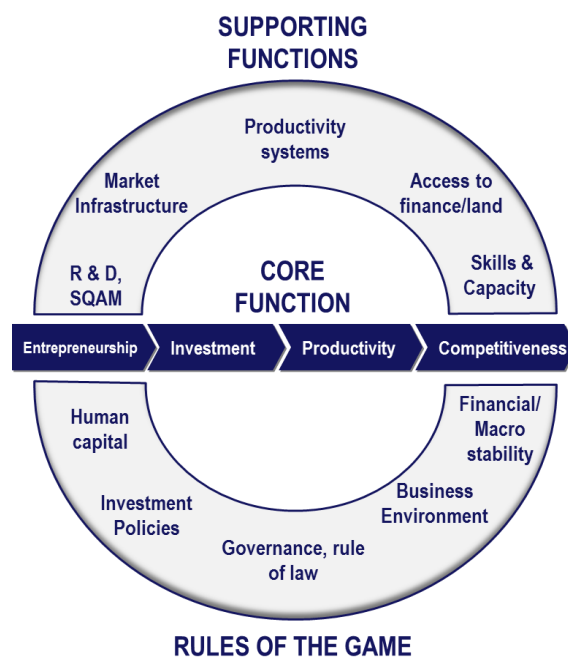 SUPPORTING
FUNCTIONS
Productivity
systems
Market
Infrastructure
Access to
finance/land
R & D,
SQAM
Skills &
Capacity
CORE
FUNCTION
Entrepreneurship
Investment
Productivity
Competitiveness
Human
capital
Financial/
Macro
stability
Investment
Policies
Business
Environment
Governance, rule
of law
RULES OF THE GAME